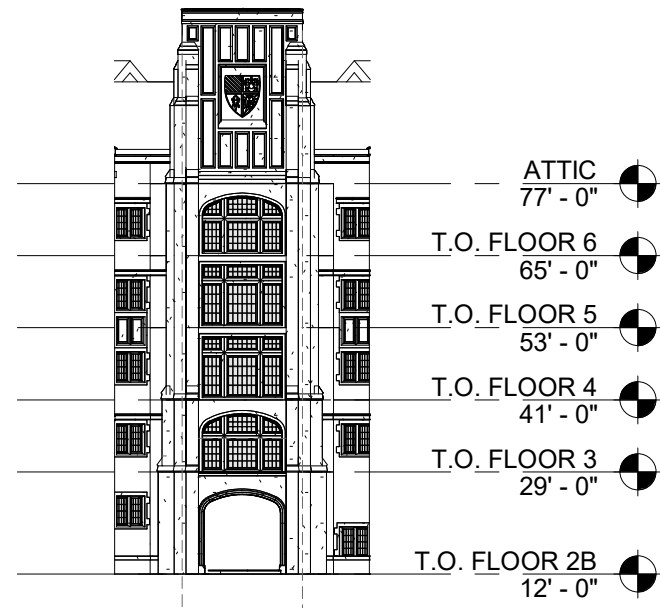 ATTIC
77' - 0"
T.O. FLOOR 6
65' - 0"
T.O. FLOOR 5
53' - 0"
T.O. FLOOR 4
41' - 0"
T.O. FLOOR 3
29' - 0"
T.O. FLOOR 2B
12' - 0"